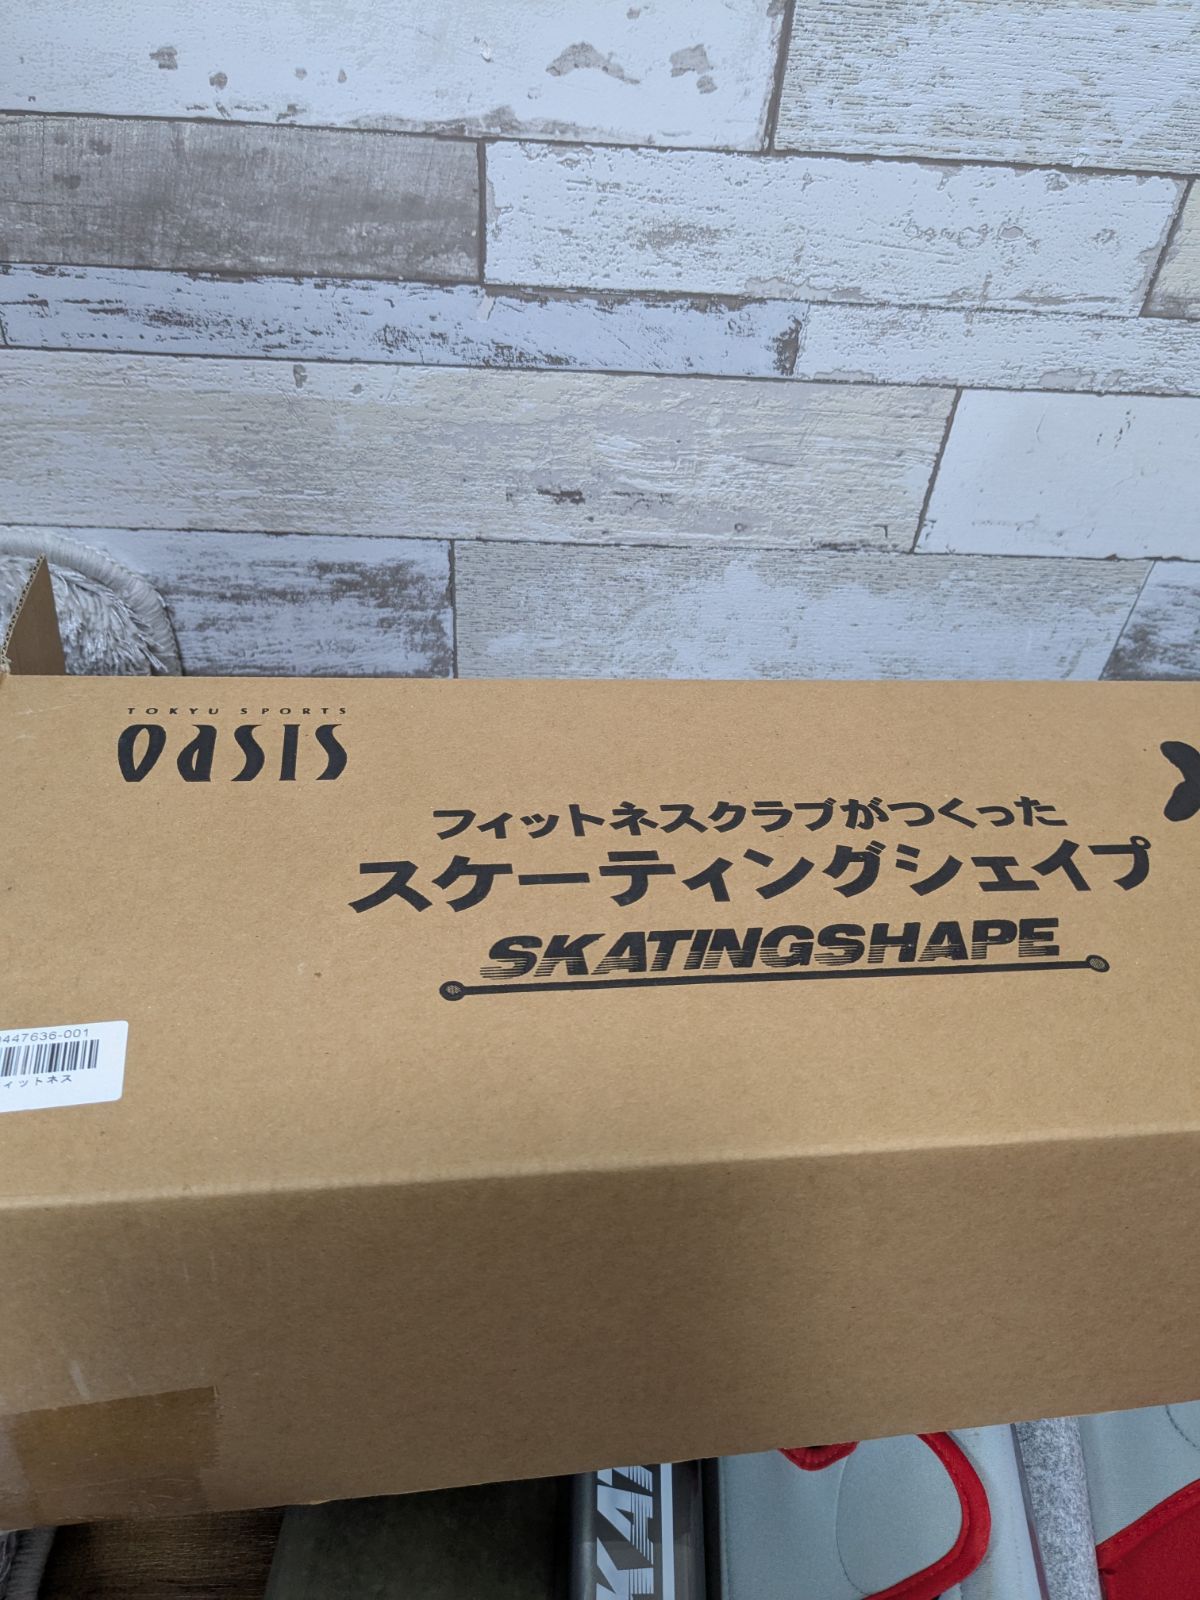 TOKYU SPORTS
OASIS
フィットネスクラブがつくった
スケーティングシェイプ
SKATINGSHAPE
447636-001
ィットネス
KAT